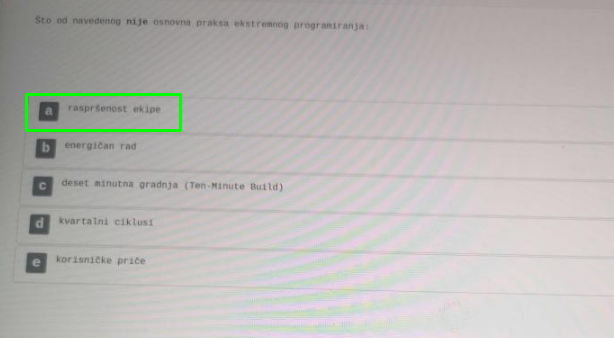 Što od navedenog nije osnovna praksa ekstremnog programiranja:
a raspršenost ekipe
b energičan rad
c deset minutna gradnja (Ten-Minute Build)
d kvartalni ciklusi
e korisničke priče